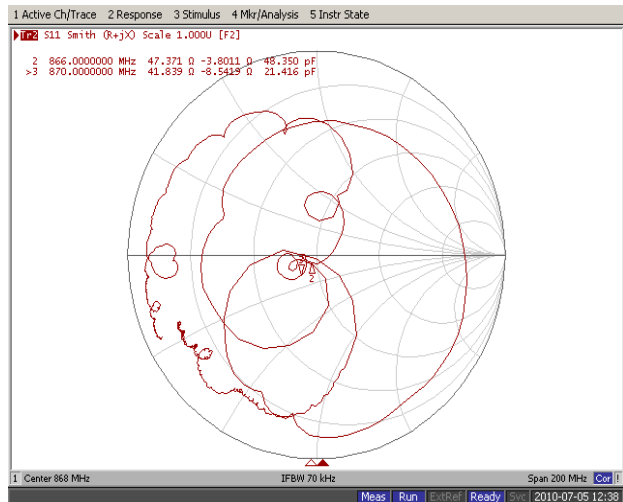 1 Active Ch/Trace 2 Response 3 Stimulus 4 Mkr/Analysis 5 Instr State
Tr2 S11 Smith (R+jX) Scale 1.000U [F2]
2 866.0000000 MHz 47.371 Ω -3.8011 Ω 48.350 pF
>3 870.0000000 MHz 41.839 Ω -8.5419 Ω 21.416 pF
2
1 Center 868 MHz IFBW 70 kHz Span 200 MHz Cor !
Meas Run ExtRef Ready Svc 2010-07-05 12:38